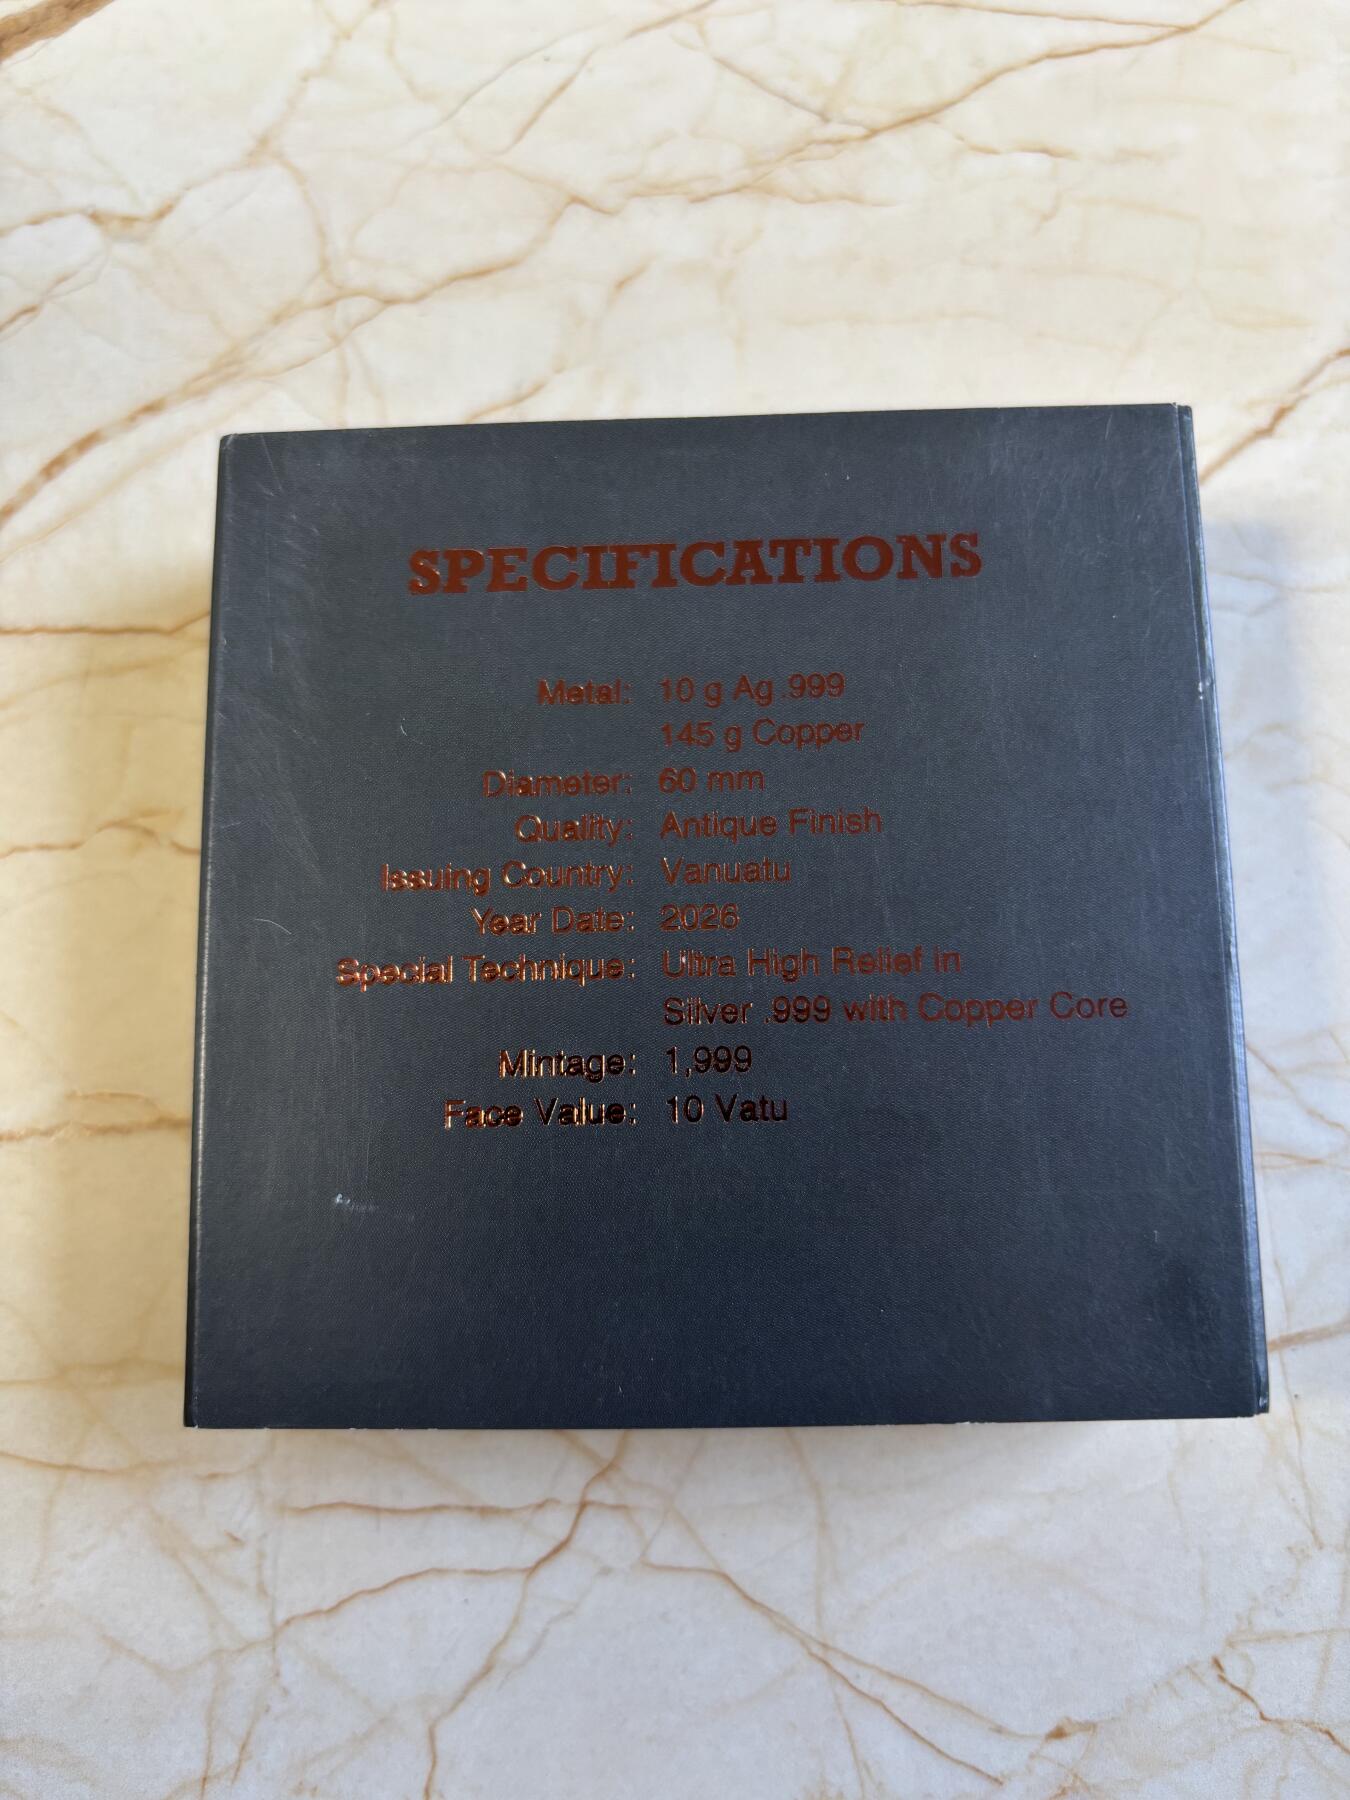 SPECIFICATIONS
Metal: 10 g Ag .999
145 g Copper
Diameter: 60 mm
Quality: Antique Finish
Issuing Country: Vanuatu
Year Date: 2026
Special Technique: Ultra High Relief in
Silver .999 with Copper Core
Mintage: 1,999
Face Value: 10 Vatu